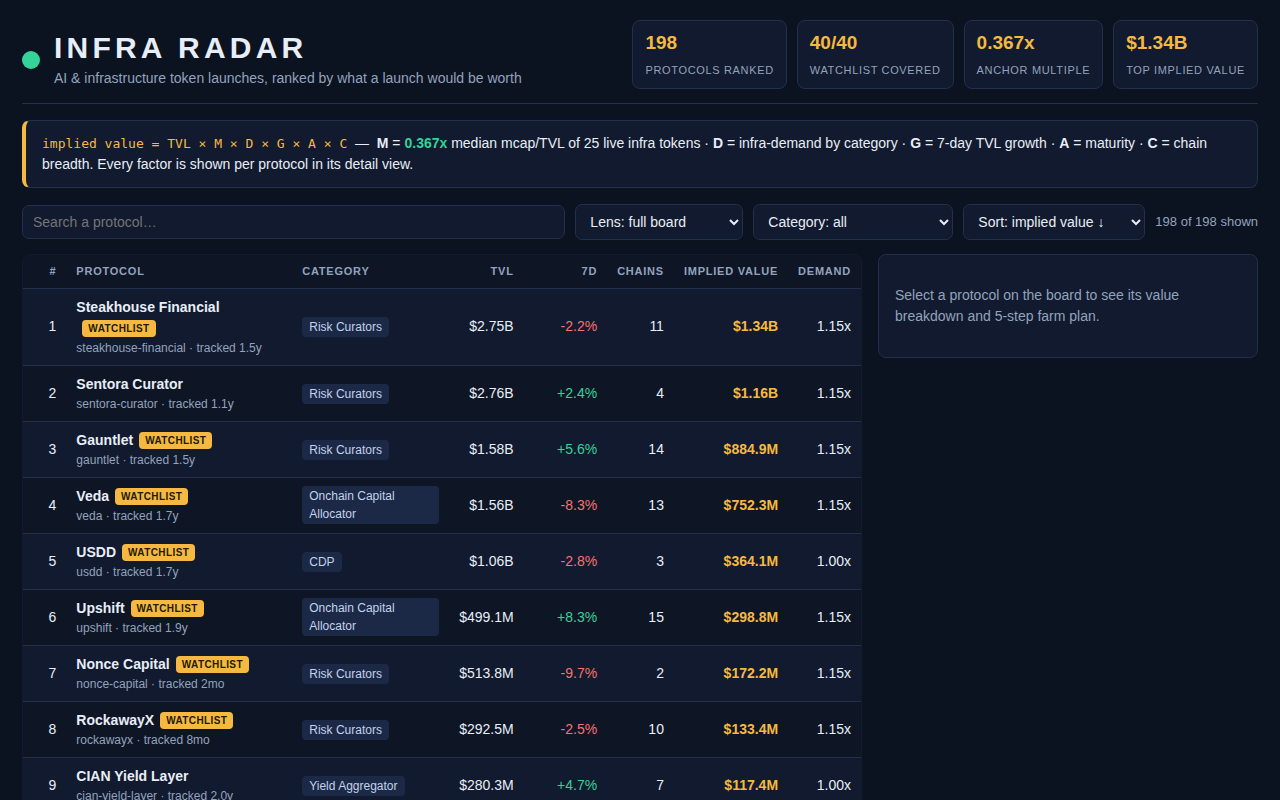 INFRA RADAR
AI & infrastructure token launches, ranked by what a launch would be worth
198
PROTOCOLS RANKED
40/40
WATCHLIST COVERED
0.367x
ANCHOR MULTIPLE
$1.34B
TOP IMPLIED VALUE
implied value = TVL × M × D × G × A × C — M = 0.367x median mcap/TVL of 25 live infra tokens · D = infra-demand by category · G = 7-day TVL growth · A = maturity · C = chain
breadth. Every factor is shown per protocol in its detail view.
Search a protocol…
Lens: full board
Category: all
Sort: implied value ↓
198 of 198 shown
# PROTOCOL CATEGORY TVL 7D CHAINS IMPLIED VALUE DEMAND
1 Steakhouse Financial WATCHLIST Risk Curators $2.75B -2.2% 11 $1.34B 1.15x
steakhouse-financial · tracked 1.5y
2 Sentora Curator Risk Curators $2.76B +2.4% 4 $1.16B 1.15x
sentora-curator · tracked 1.1y
3 Gauntlet WATCHLIST Risk Curators $1.58B +5.6% 14 $884.9M 1.15x
gauntlet · tracked 1.5y
4 Veda WATCHLIST Onchain Capital Allocator $1.56B -8.3% 13 $752.3M 1.15x
veda · tracked 1.7y
5 USDD WATCHLIST CDP $1.06B -2.8% 3 $364.1M 1.00x
usdd · tracked 1.7y
6 Upshift WATCHLIST Onchain Capital Allocator $499.1M +8.3% 15 $298.8M 1.15x
upshift · tracked 1.9y
7 Nonce Capital WATCHLIST Risk Curators $513.8M -9.7% 2 $172.2M 1.15x
nonce-capital · tracked 2mo
8 RockawayX WATCHLIST Risk Curators $292.5M -2.5% 10 $133.4M 1.15x
rockawayx · tracked 8mo
9 CIAN Yield Layer Yield Aggregator $280.3M +4.7% 7 $117.4M 1.00x
cian-yield-layer · tracked 2.0y
Select a protocol on the board to see its value
breakdown and 5-step farm plan.